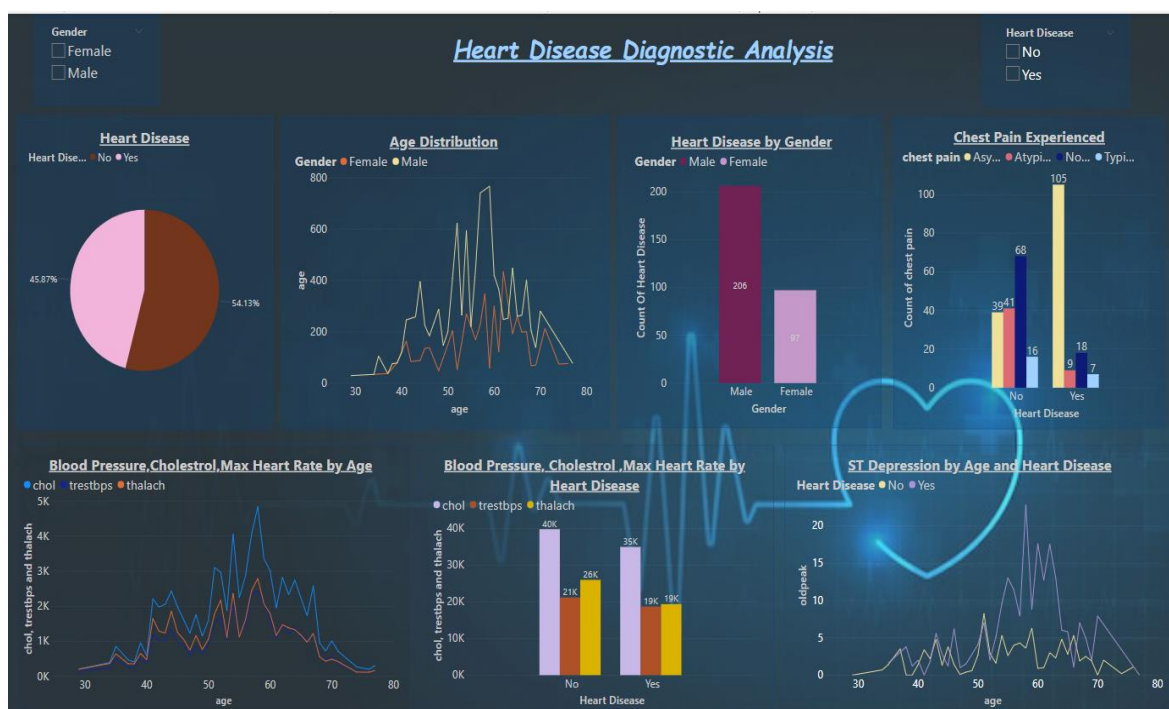 Gender
Female
Male
Heart Disease Diagnostic Analysis
Heart Disease
No
Yes
Heart Disease
Heart Dise... No Yes
45.87%
54.13%
Age Distribution
Gender Female Male
800
600
400
200
0
age
30 40 50 60 70 80
age
Heart Disease by Gender
Gender Male Female
200
150
100
50
0
Count Of Heart Disease
206
97
Male Female
Gender
Chest Pain Experienced
chest pain Asy... Atypi... No... Typi...
100
80
60
40
20
0
Count of chest pain
39 41 68 16
105 9 18 7
No Yes
Heart Disease
Blood Pressure,Cholestrol,Max Heart Rate by Age
chol trestbps thalach
5K
4K
3K
2K
1K
0K
chol, trestbps and thalach
30 40 50 60 70 80
age
Blood Pressure, Cholestrol ,Max Heart Rate by
Heart Disease
chol trestbps thalach
40K
30K
20K
10K
0K
chol, trestbps and thalach
40K 21K 26K
35K 19K 19K
No Yes
Heart Disease
ST Depression by Age and Heart Disease
Heart Disease No Yes
20
15
10
5
0
oldpeak
30 40 50 60 70 80
age